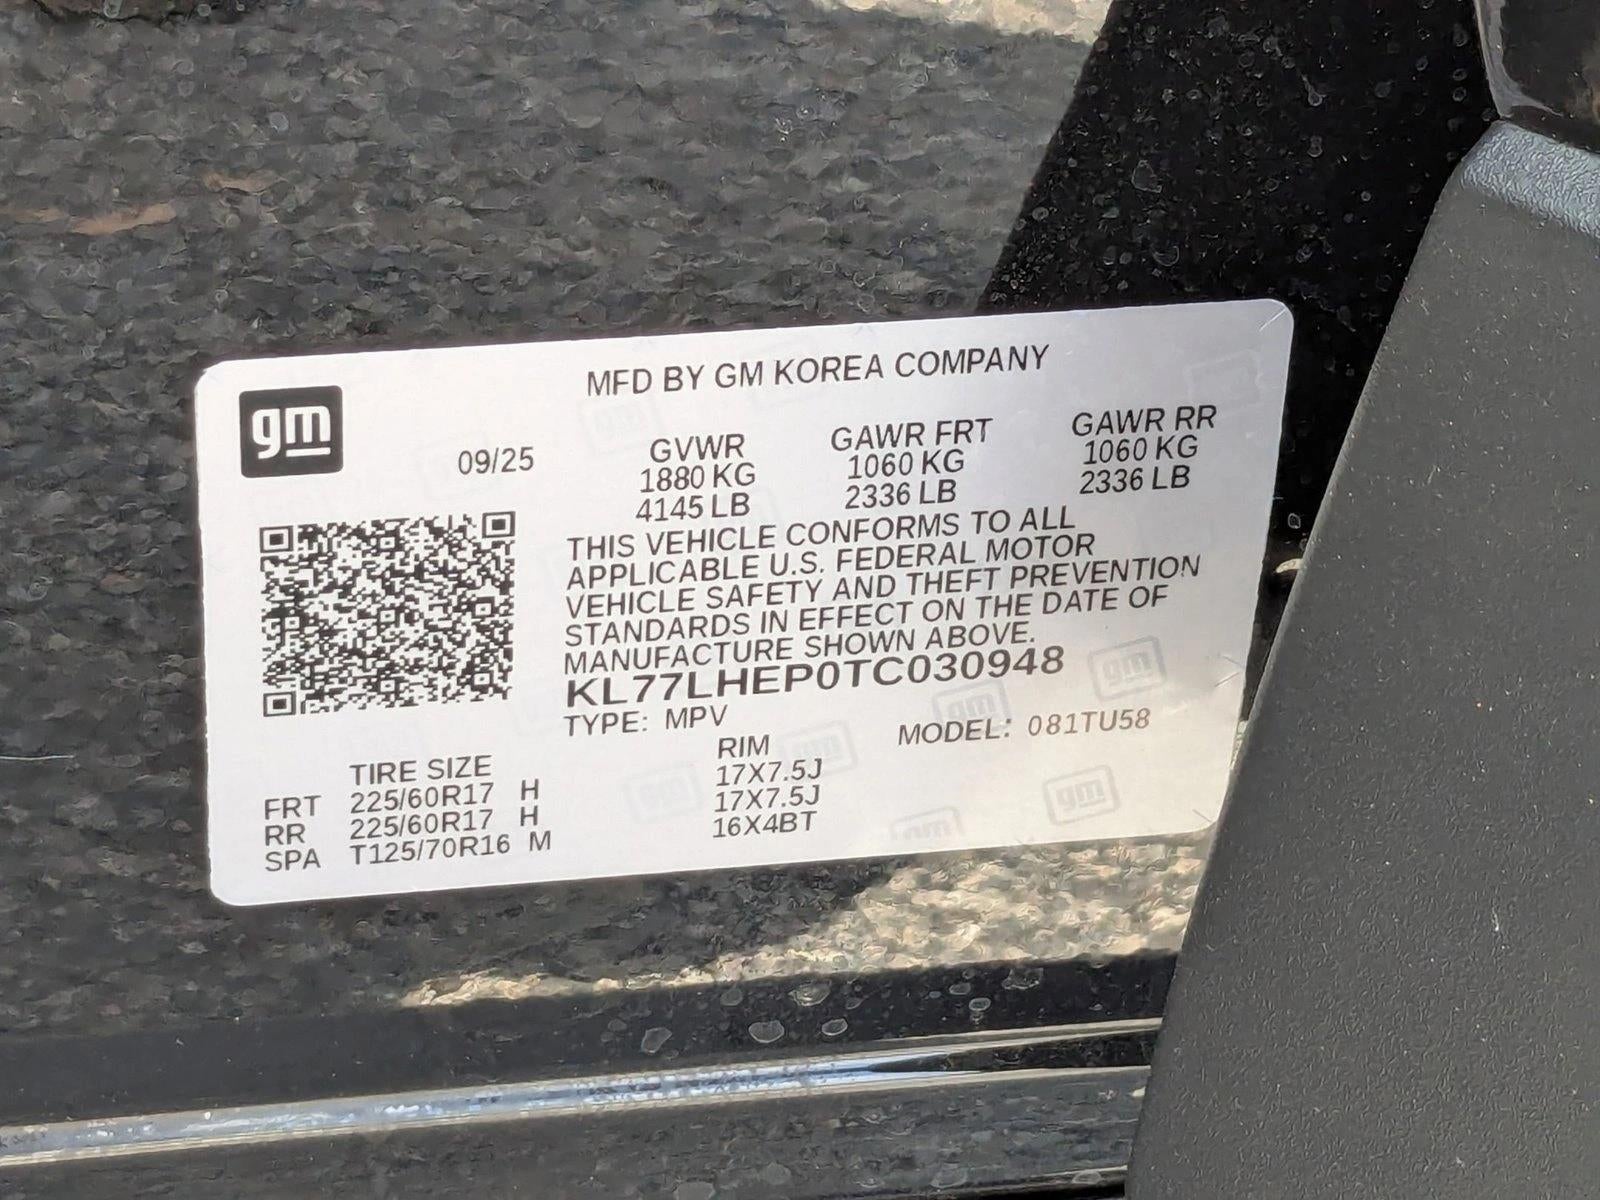 gm
MFD BY GM KOREA COMPANY
09/25
GVWR GAWR FRT GAWR RR
1880 KG 1060 KG 1060 KG
4145 LB 2336 LB 2336 LB
THIS VEHICLE CONFORMS TO ALL
APPLICABLE U.S. FEDERAL MOTOR
VEHICLE SAFETY AND THEFT PREVENTION
STANDARDS IN EFFECT ON THE DATE OF
MANUFACTURE SHOWN ABOVE.
KL77LHEP0TC030948
TYPE: MPV MODEL: 081TU58
TIRE SIZE RIM
FRT 225/60R17 H 17X7.5J
RR 225/60R17 H 17X7.5J
SPA T125/70R16 M 16X4BT